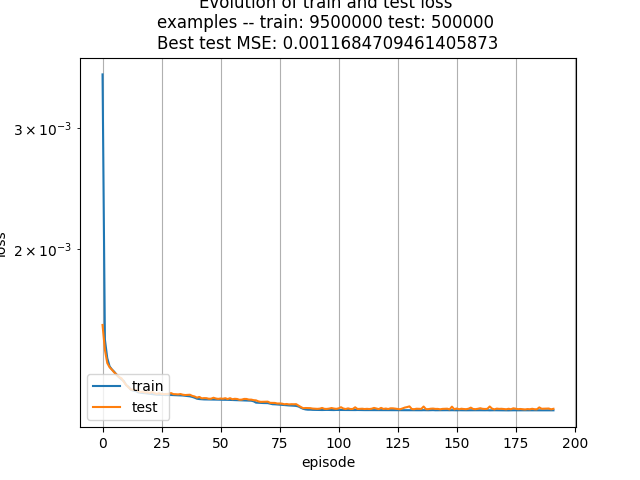 Evolution of train and test loss
examples -- train: 9500000 test: 500000
Best test MSE: 0.0011684709461405873
3 × 10⁻³
2 × 10⁻³
loss
train
test
0 25 50 75 100 125 150 175 200
episode